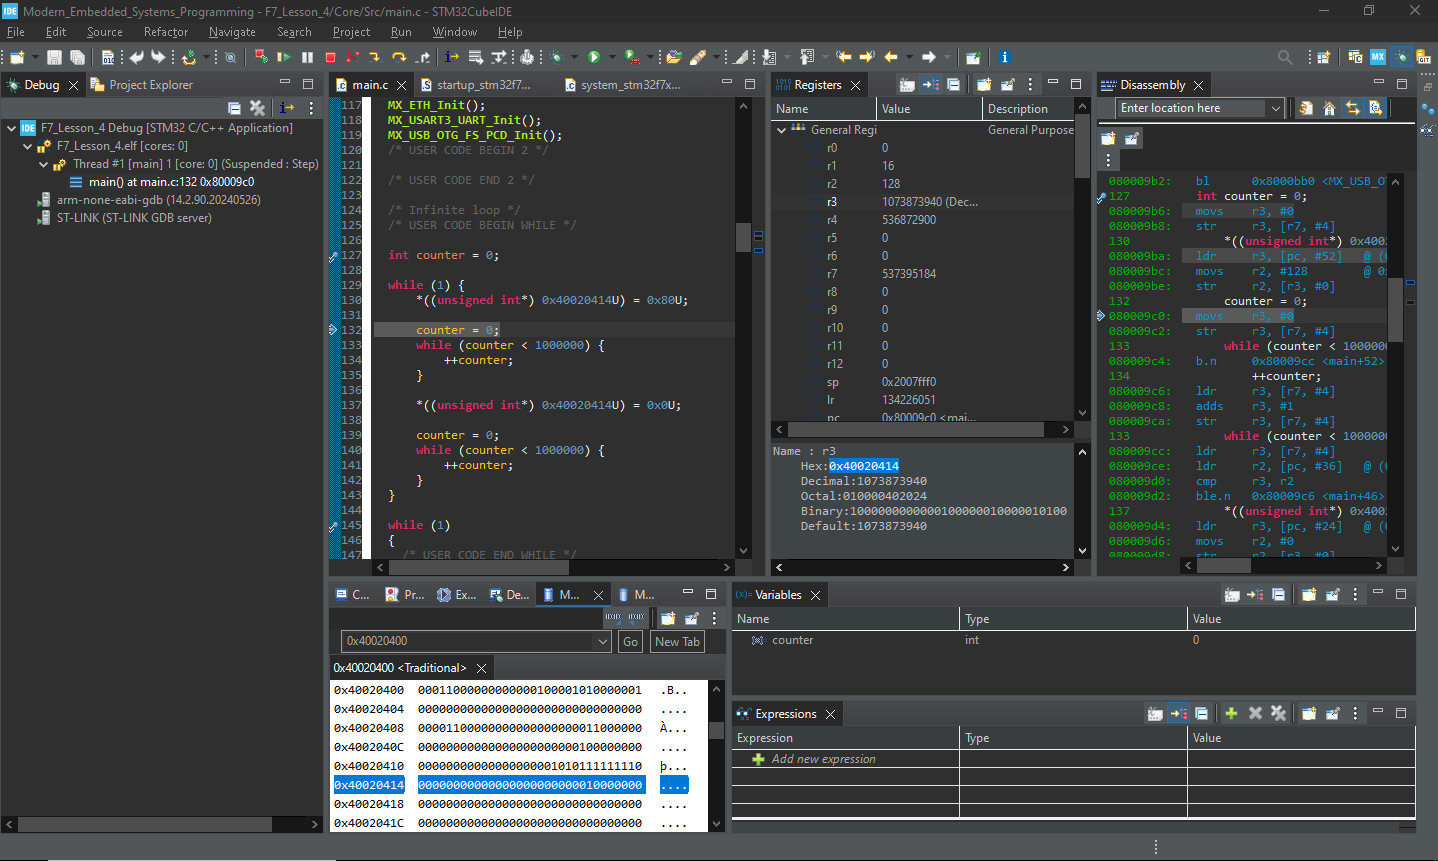 Modern_Embedded_Systems_Programming - F7_Lesson_4/Core/Src/main.c - STM32CubeIDE
File Edit Source Refactor Navigate Search Project Run Window Help
Debug Project Explorer
F7_Lesson_4 Debug [STM32 C/C++ Application]
F7_Lesson_4.elf [cores: 0]
Thread #1 [main] 1 [core: 0] (Suspended : Step)
main() at main.c:132 0x80009c0
arm-none-eabi-gdb (14.2.90.20240526)
ST-LINK (ST-LINK GDB server)
main.c startup_stm32f7... system_stm32f7x...
117 MX_ETH_Init();
118 MX_USART3_UART_Init();
119 MX_USB_OTG_FS_PCD_Init();
120 /* USER CODE BEGIN 2 */
121
122 /* USER CODE END 2 */
123
124 /* Infinite loop */
125 /* USER CODE BEGIN WHILE */
126
127 int counter = 0;
128
129 while (1) {
130 *((unsigned int*) 0x40020414U) = 0x80U;
131
132 counter = 0;
133 while (counter < 1000000) {
134 ++counter;
135 }
136
137 *((unsigned int*) 0x40020414U) = 0x0U;
138
139 counter = 0;
140 while (counter < 1000000) {
141 ++counter;
142 }
143 }
144
145 while (1)
146 {
147 /* USER CODE END WHILE */
Registers
Name Value Description
General Regi General Purpose
r0 0
r1 16
r2 128
r3 1073873940 (Dec...
r4 536872900
r5 0
r6 0
r7 537395184
r8 0
r9 0
r10 0
r11 0
r12 0
sp 0x2007fff0
lr 134226051
pc 0x80009c0 <mai...
Name : r3
Hex:0x40020414
Decimal:1073873940
Octal:010000402024
Binary:1000000000000100000010000010100
Default:1073873940
Disassembly
Enter location here
080009b2: bl 0x8000bb0 <MX_USB_OT
127 int counter = 0;
080009b6: movs r3, #0
080009b8: str r3, [r7, #4]
130 *((unsigned int*) 0x4002
080009ba: ldr r3, [pc, #52] @ (
080009bc: movs r2, #128 @ 0x
080009be: str r2, [r3, #0]
132 counter = 0;
080009c0: movs r3, #0
080009c2: str r3, [r7, #4]
133 while (counter < 1000000
080009c4: b.n 0x80009cc <main+52>
134 ++counter;
080009c6: ldr r3, [r7, #4]
080009c8: adds r3, #1
080009ca: str r3, [r7, #4]
133 while (counter < 1000000
080009cc: ldr r3, [r7, #4]
080009ce: ldr r2, [pc, #36] @ (
080009d0: cmp r3, r2
080009d2: ble.n 0x80009c6 <main+46>
137 *((unsigned int*) 0x4002
080009d4: ldr r3, [pc, #24] @ (
080009d6: movs r2, #0
080009d8: str r2, [r3, #0]
C... Pr... Ex... De... M... M...
0x40020400 Go New Tab
0x40020400 <Traditional>
0x40020400 00011000000000000100001010000001 .B..
0x40020404 00000000000000000000000000000000 ....
0x40020408 00001100000000000000000011000000 À...
0x4002040C 00000000000000000000000100000000 ....
0x40020410 00000000000000000001010111111110 þ...
0x40020414 00000000000000000000000010000000 ....
0x40020418 00000000000000000000000000000000 ....
0x4002041C 00000000000000000000000000000000 ....
Variables
Name Type Value
counter int 0
Expressions
Expression Type Value
Add new expression